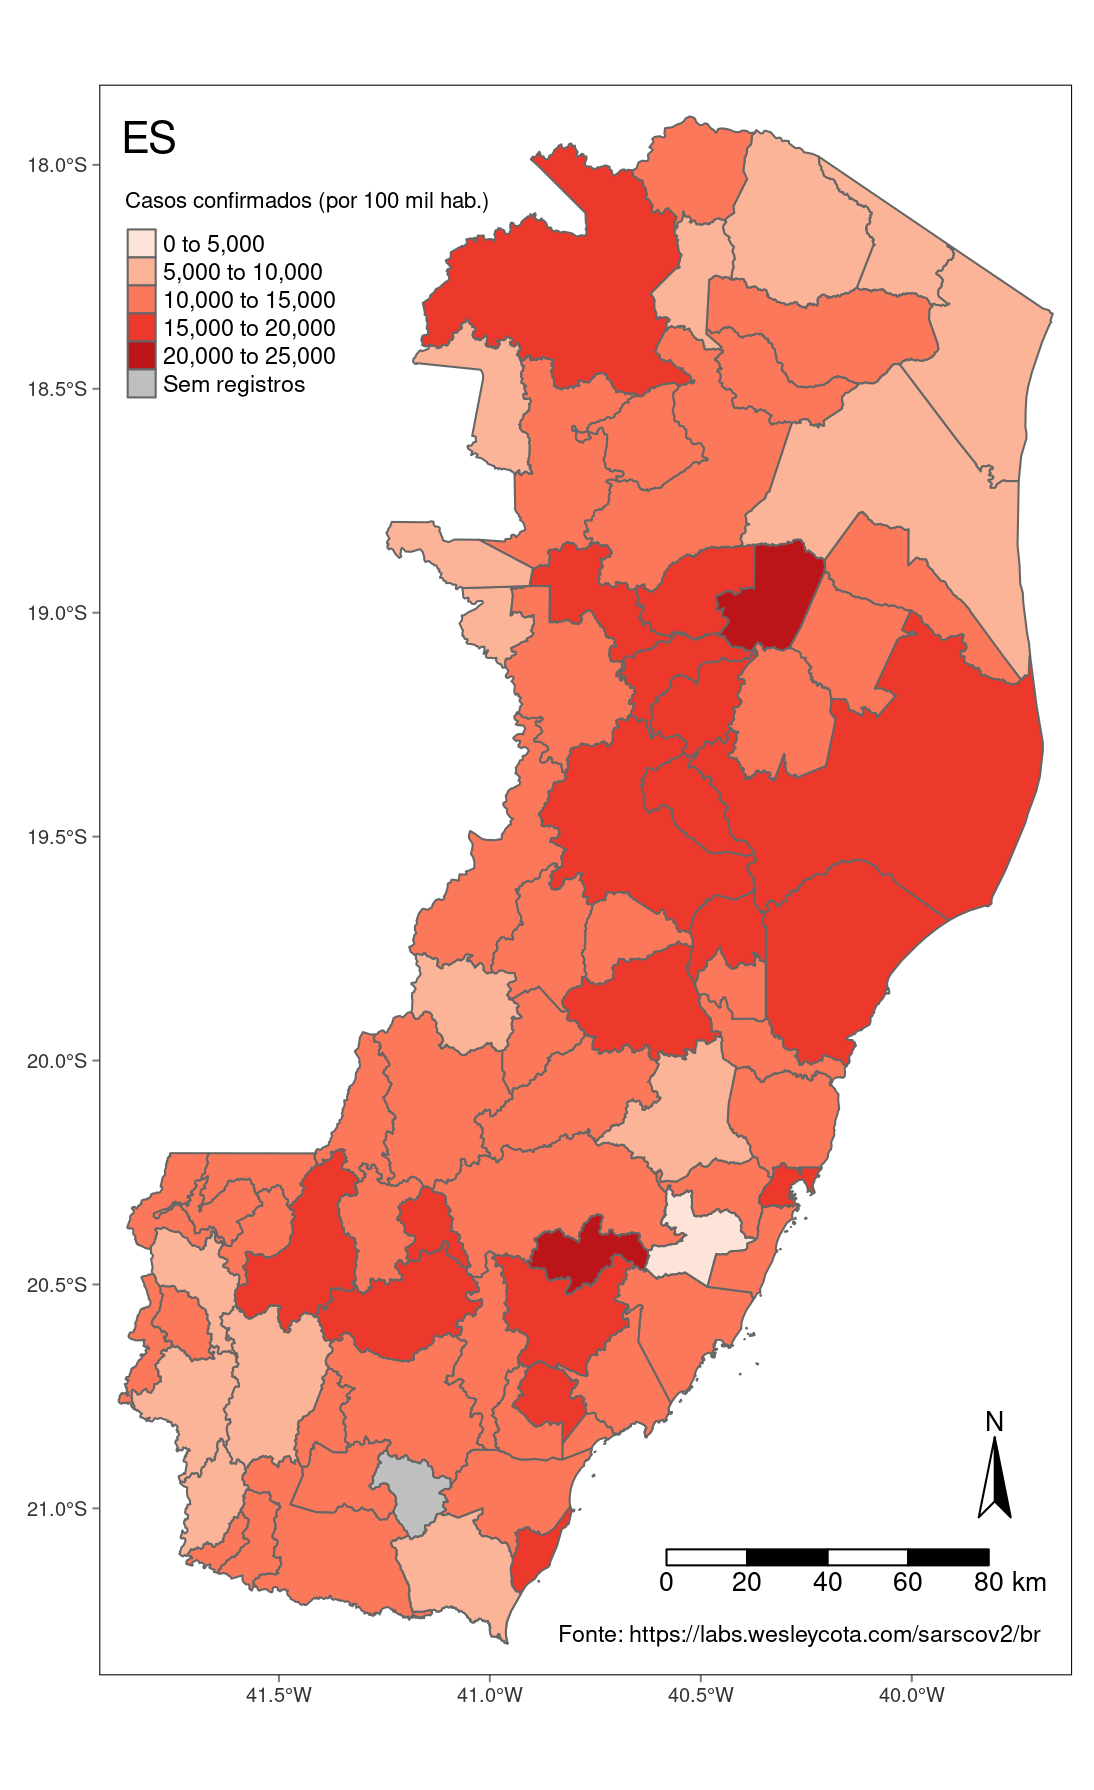 ES
Casos confirmados (por 100 mil hab.)
0 to 5,000
5,000 to 10,000
10,000 to 15,000
15,000 to 20,000
20,000 to 25,000
Sem registros
18.0°S
18.5°S
19.0°S
19.5°S
20.0°S
20.5°S
21.0°S
N
0 20 40 60 80 km
Fonte: https://labs.wesleycota.com/sarscov2/br
41.5°W 41.0°W 40.5°W 40.0°W